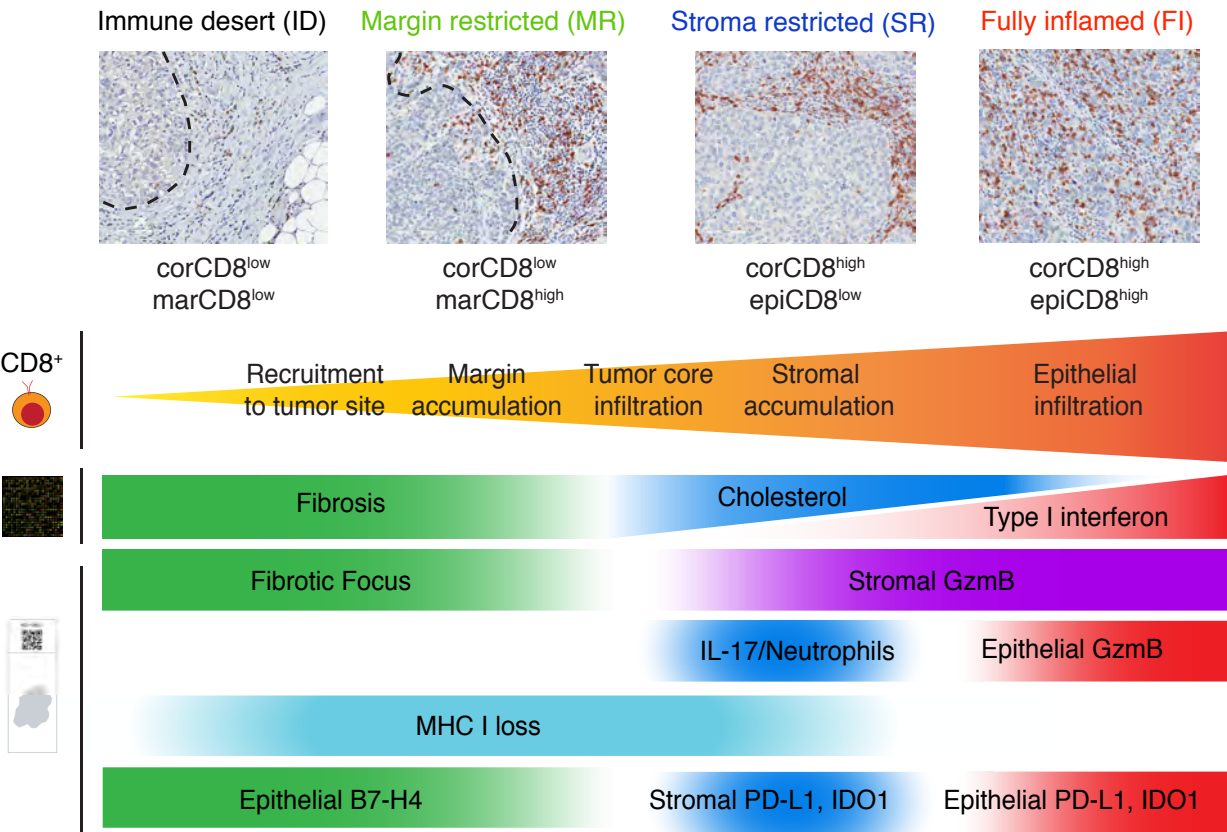 Immune desert (ID)
Margin restricted (MR)
Stroma restricted (SR)
Fully inflamed (FI)
corCD8low
marCD8low
corCD8low
marCD8high
corCD8high
epiCD8low
corCD8high
epiCD8high
CD8+
Recruitment
to tumor site
Margin
accumulation
Tumor core
infiltration
Stromal
accumulation
Epithelial
infiltration
Fibrosis
Cholesterol
Type I interferon
Fibrotic Focus
Stromal GzmB
IL-17/Neutrophils
Epithelial GzmB
MHC I loss
Epithelial B7-H4
Stromal PD-L1, IDO1
Epithelial PD-L1, IDO1